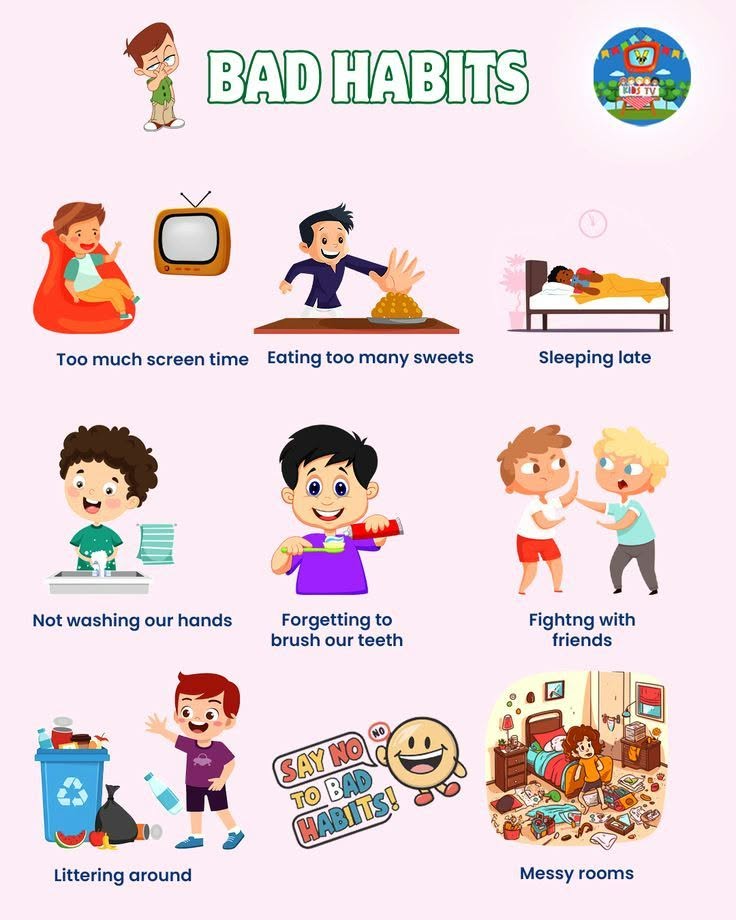 BAD HABITS
KIDS TV
Too much screen time
Eating too many sweets
Sleeping late
Not washing our hands
Forgetting to
brush our teeth
Fightng with
friends
Littering around
SAY NO
TO BAD
HABITS!
NO
Messy rooms